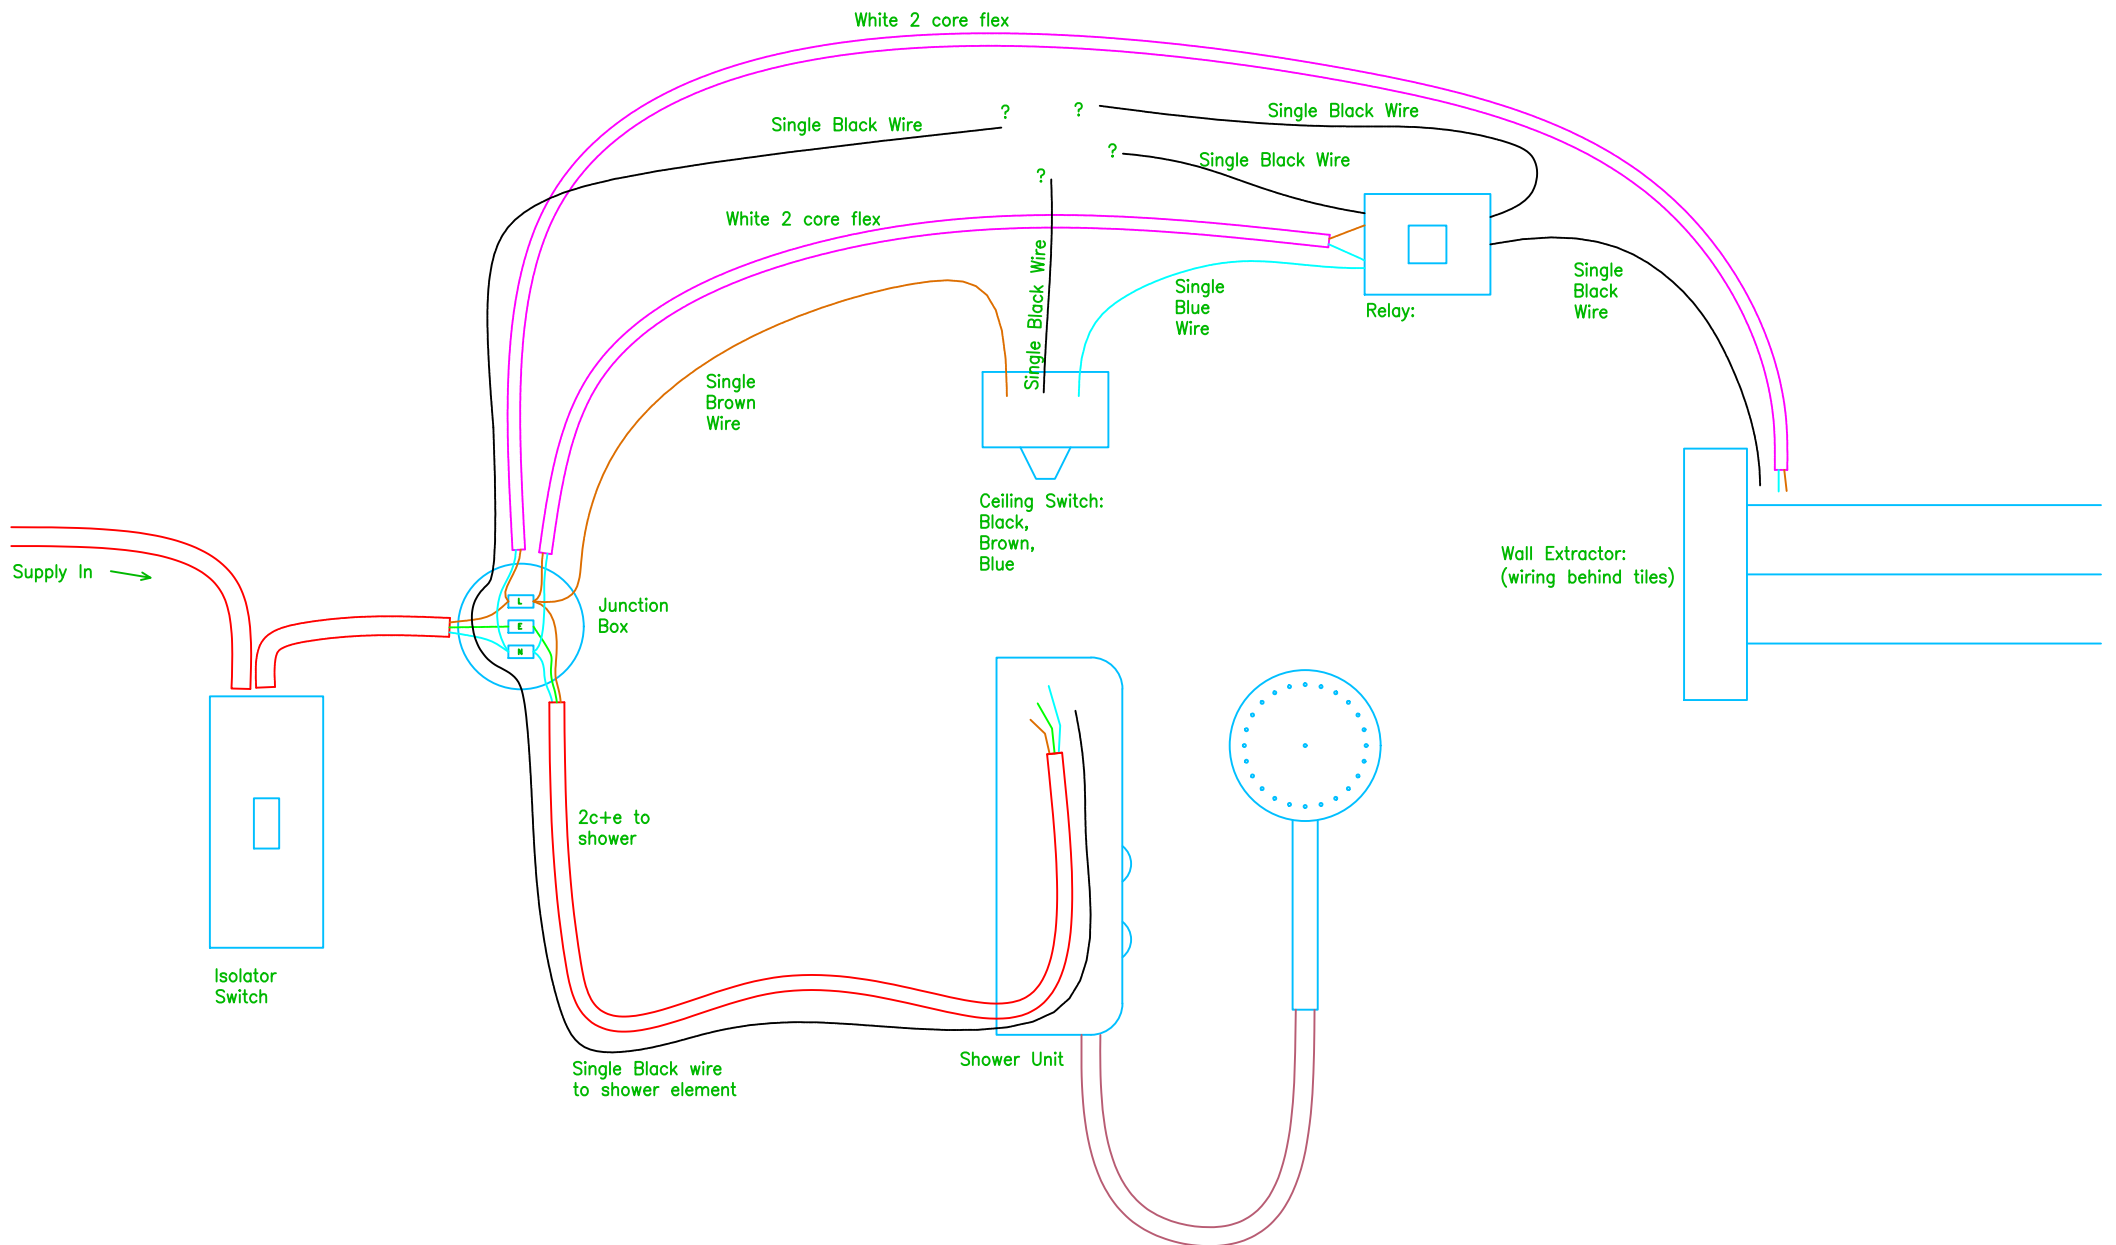 White 2 core flex
?
?
Single Black Wire
Single Black Wire
?
Single Black Wire
?
White 2 core flex
Single Black Wire
Single
Blue
Wire
Single
Black
Wire
Relay:
Single
Brown
Wire
Ceiling Switch:
Black,
Brown,
Blue
Supply In
Wall Extractor:
(wiring behind tiles)
L
E
N
Junction
Box
2c+e to
shower
Isolator
Switch
Shower Unit
Single Black wire
to shower element